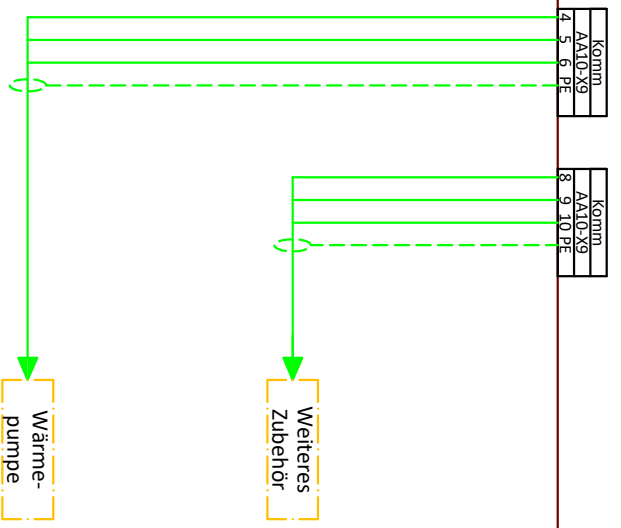 Komm
AA10-X9
4 5 6 PE
Komm
AA10-X9
8 9 10 PE
Weiteres
Zubehör
Wärme-
pumpe